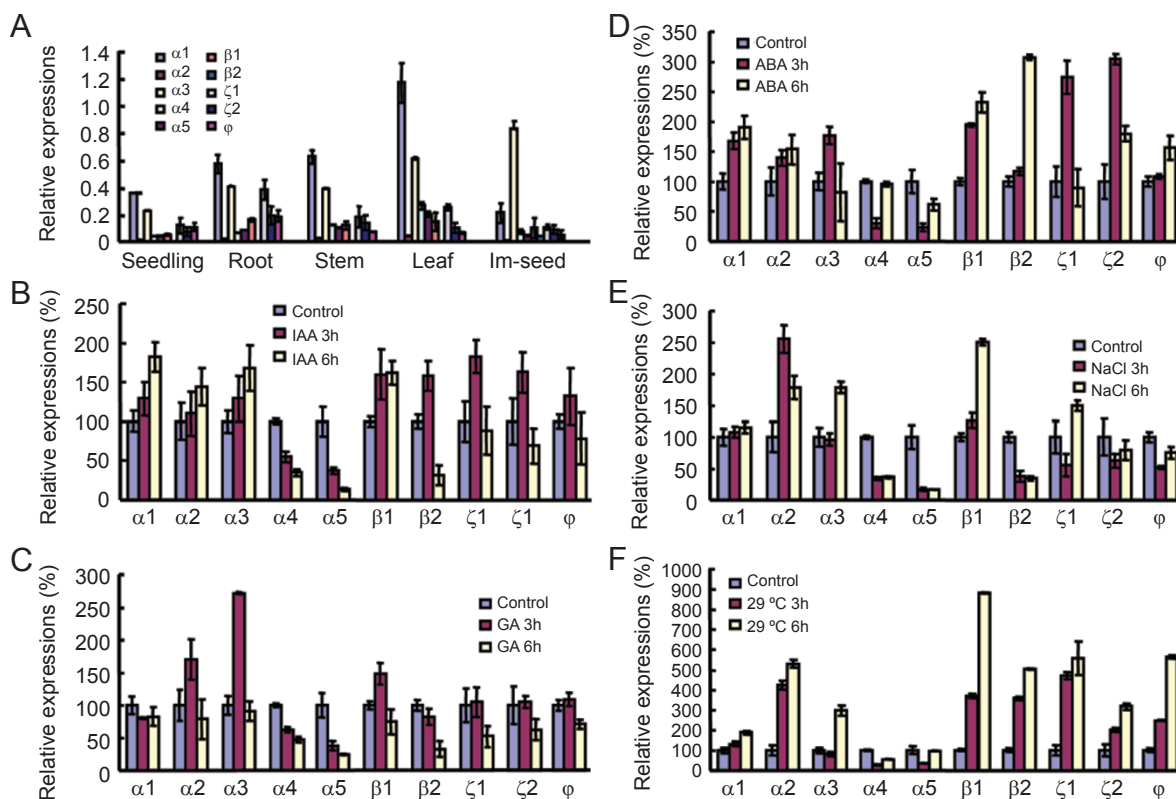 A
Relative expressions
1.4
1.2
0.8
0.6
0.4
0.2
0
α1
α2
α3
α4
α5
β1
β2
ζ1
ζ2
φ
Seedling Root Stem Leaf Im-seed
B
Relative expressions (%)
250
200
150
100
50
0
Control
IAA 3h
IAA 6h
α1 α2 α3 α4 α5 β1 β2 ζ1 ζ1 φ
C
Relative expressions (%)
300
250
200
150
100
50
0
Control
GA 3h
GA 6h
α1 α2 α3 α4 α5 β1 β2 ζ1 ζ2 φ
D
Relative expressions (%)
350
300
250
200
150
100
50
0
Control
ABA 3h
ABA 6h
α1 α2 α3 α4 α5 β1 β2 ζ1 ζ2 φ
E
Relative expressions (%)
300
250
200
150
100
50
0
Control
NaCl 3h
NaCl 6h
α1 α2 α3 α4 α5 β1 β2 ζ1 ζ2 φ
F
Relative expressions (%)
1000
900
800
600
500
400
300
200
100
0
Control
29 ºC 3h
29 ºC 6h
α1 α2 α3 α4 α5 β1 β2 ζ1 ζ2 φ